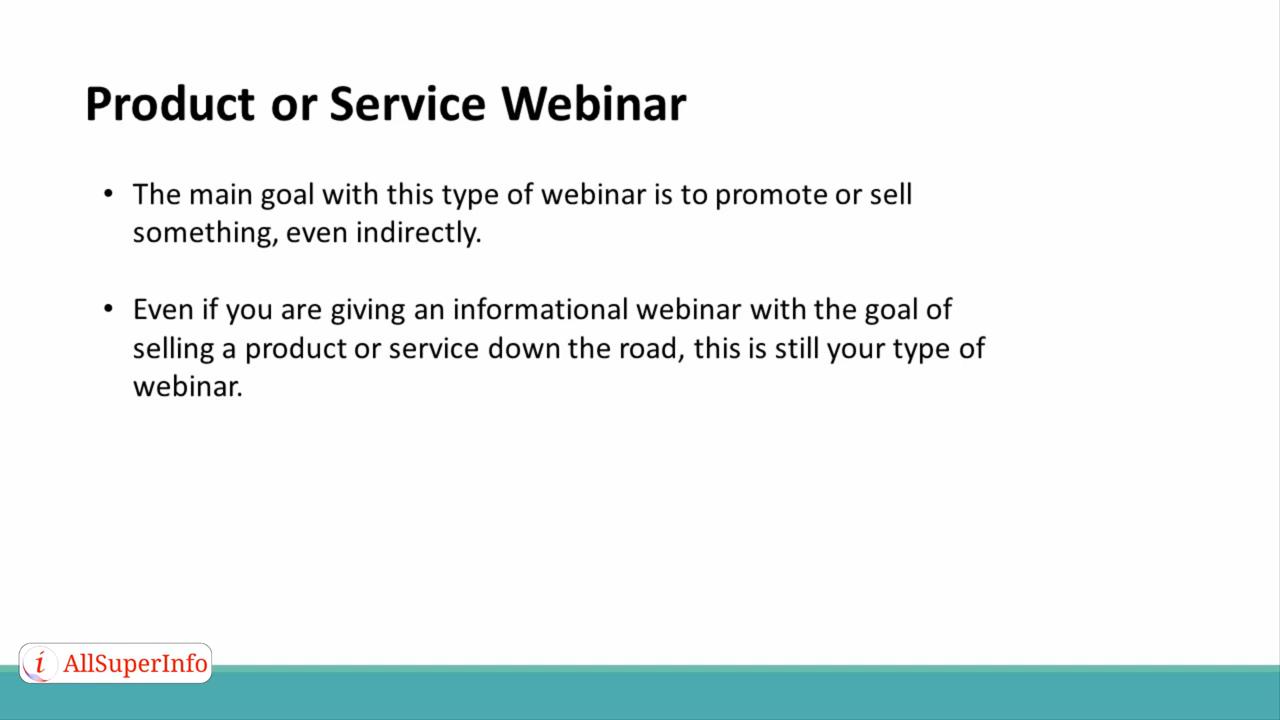 Product or Service Webinar
• The main goal with this type of webinar is to promote or sell
something, even indirectly.
• Even if you are giving an informational webinar with the goal of
selling a product or service down the road, this is still your type of
webinar.
i AllSuperInfo